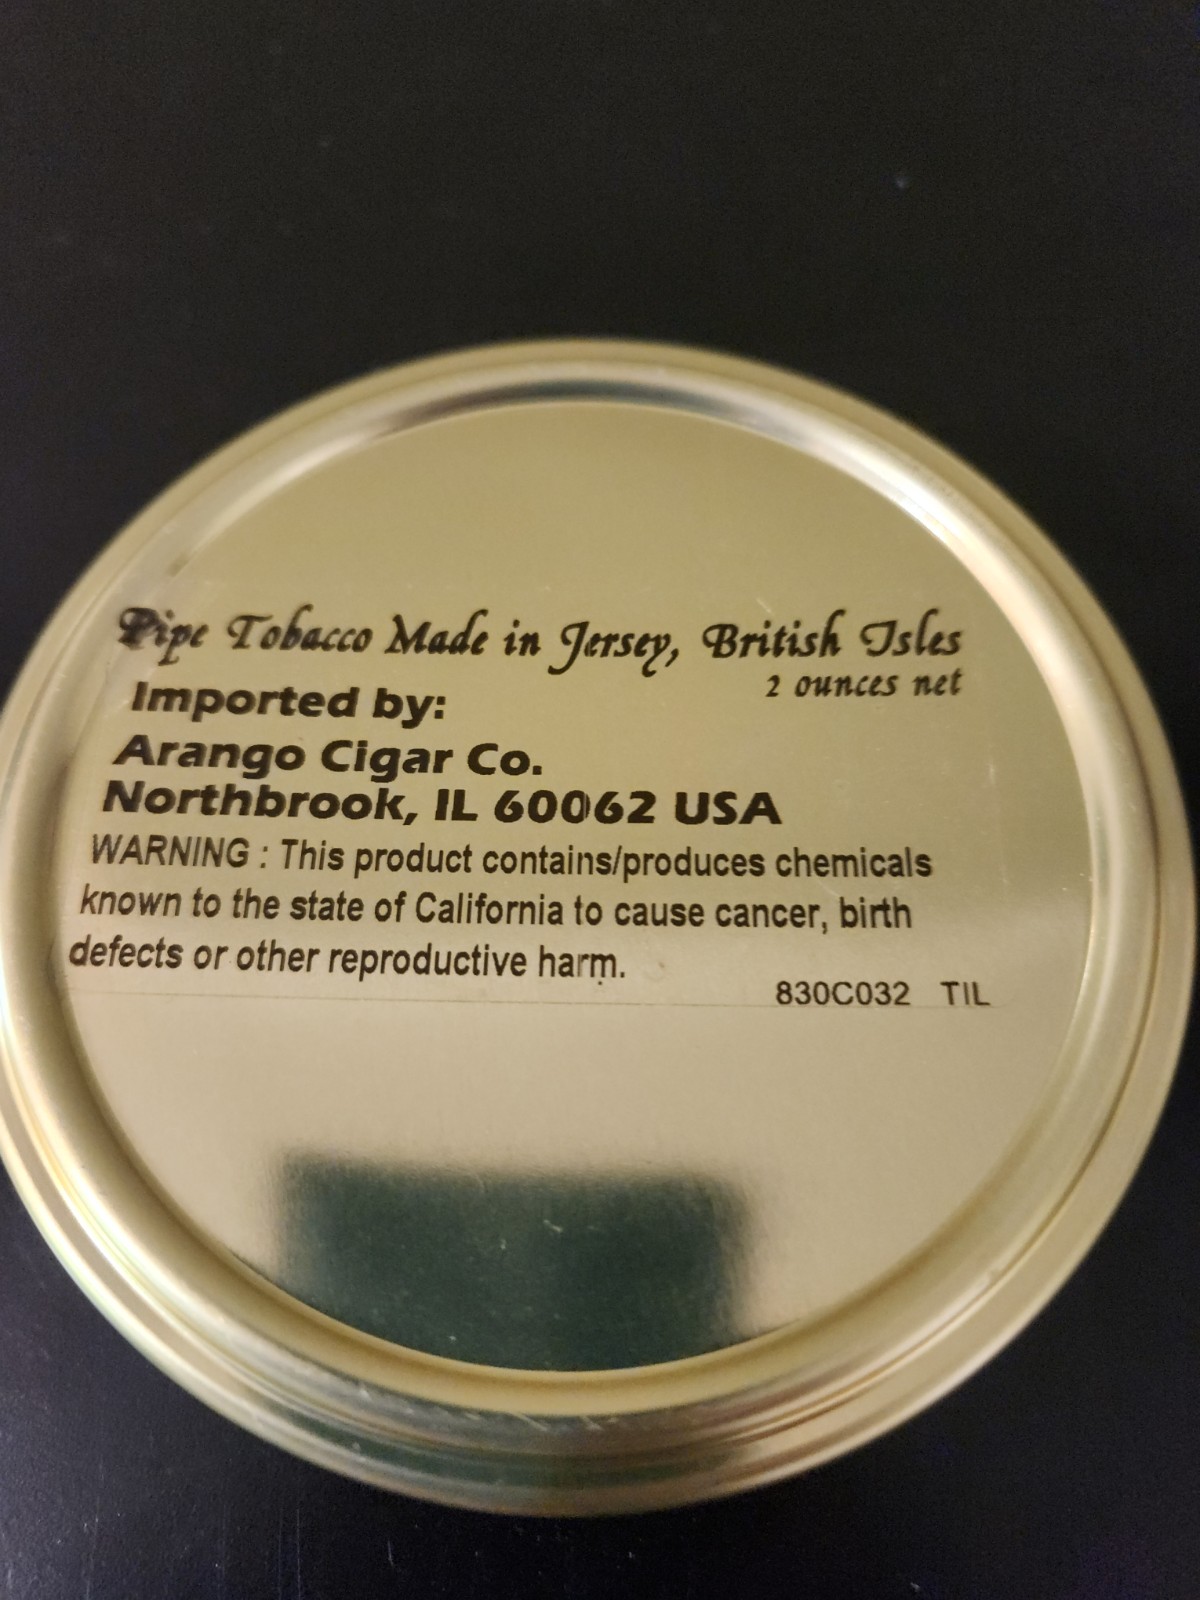 Pipe Tobacco Made in Jersey, British Isles
2 ounces net
Imported by:
Arango Cigar Co.
Northbrook, IL 60062 USA
WARNING : This product contains/produces chemicals
known to the state of California to cause cancer, birth
defects or other reproductive harm.
830C032 TIL